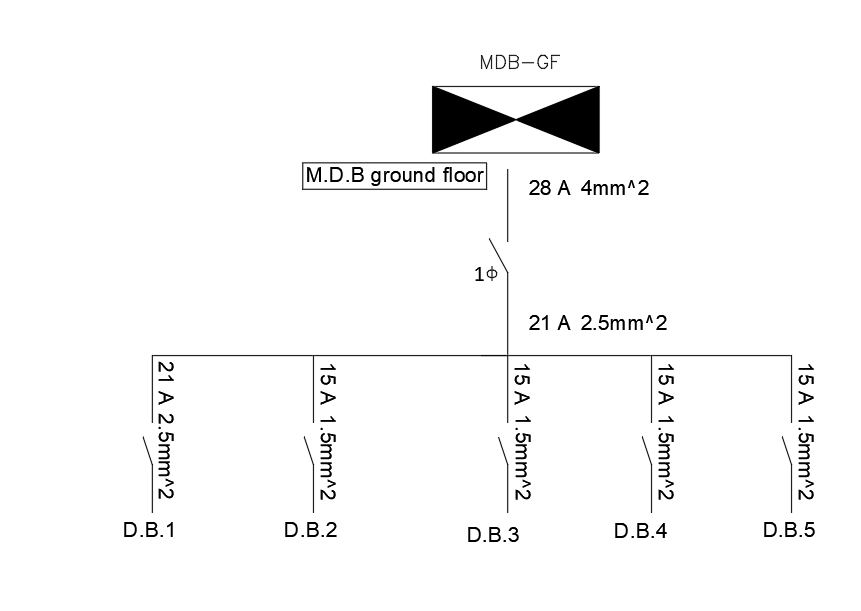 MDB-GF
M.D.B ground floor
28 A 4mm^2
1ϕ
21 A 2.5mm^2
21 A 2.5mm^2
15 A 1.5mm^2
15 A 1.5mm^2
15 A 1.5mm^2
15 A 1.5mm^2
D.B.1
D.B.2
D.B.3
D.B.4
D.B.5